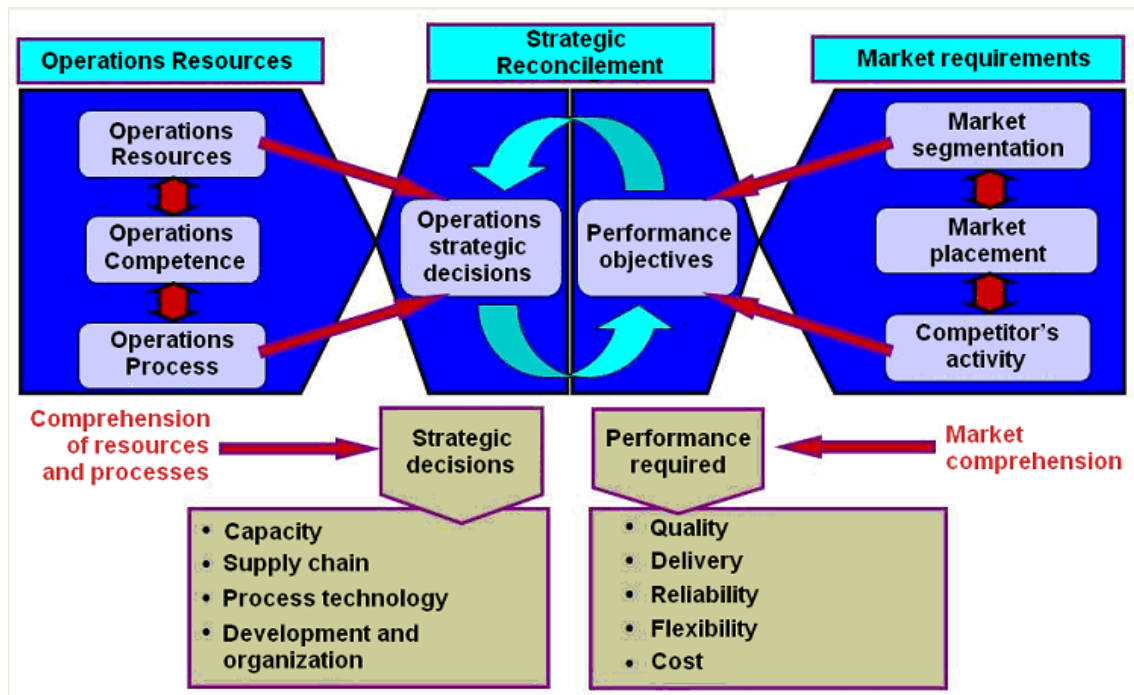 Operations Resources
Strategic
Reconcilement
Market requirements
Operations
Resources
Operations
Competence
Operations
Process
Operations
strategic
decisions
Performance
objectives
Market
segmentation
Market
placement
Competitor's
activity
Comprehension
of resources
and processes
Strategic
decisions
Performance
required
Market
comprehension
• Capacity
• Supply chain
• Process technology
• Development and
organization
• Quality
• Delivery
• Reliability
• Flexibility
• Cost